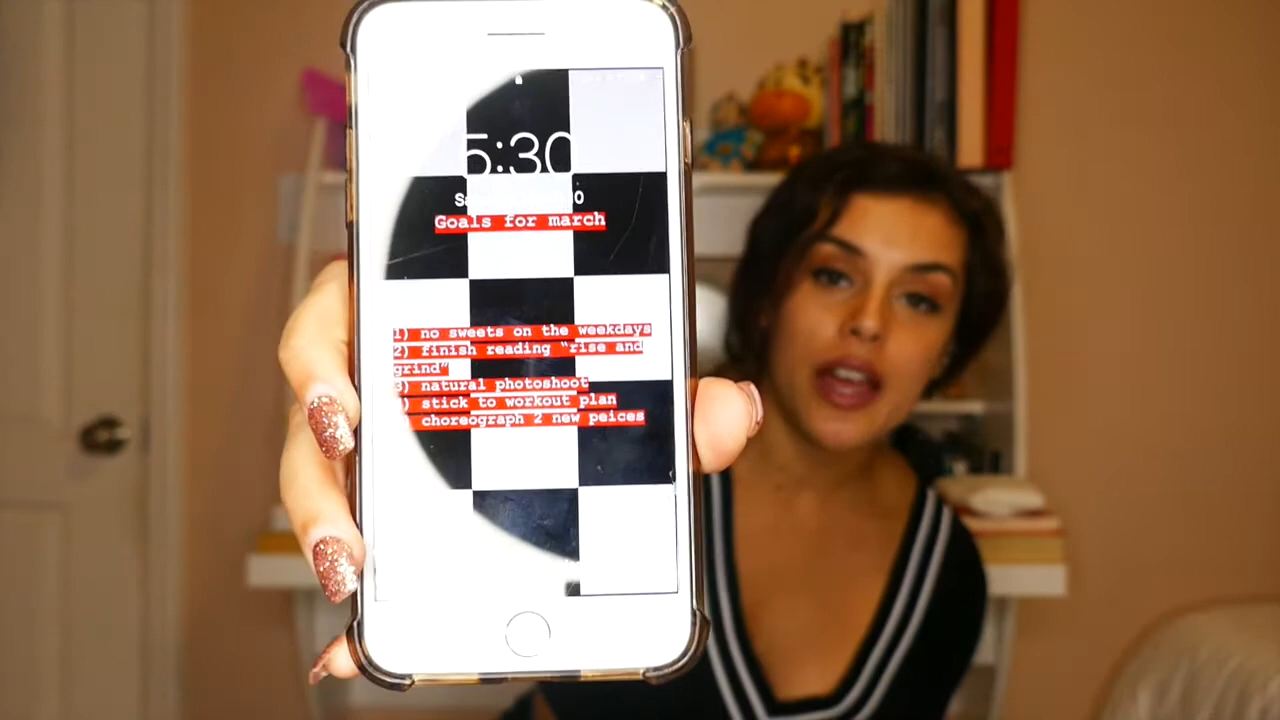 5:30
Goals for march
1) no sweets on the weekdays
2) finish reading “rise and
grind”
3) natural photoshoot
) stick to workout plan
choreograph 2 new peices